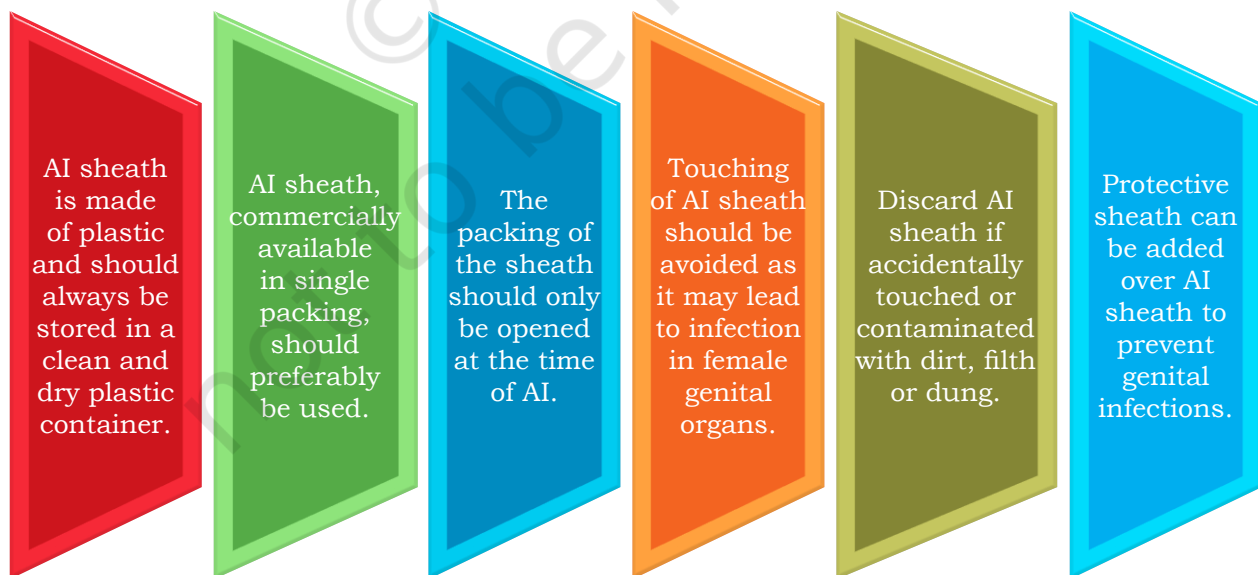 AI sheath
is made
of plastic
and should
always be
stored in a
clean and
dry plastic
container.
AI sheath,
commercially
available
in single
packing,
should
preferably
be used.
The
packing of
the sheath
should only
be opened
at the time
of AI.
Touching
of AI sheath
should be
avoided as
it may lead
to infection
in female
genital
organs.
Discard AI
sheath if
accidentally
touched or
contaminated
with dirt, filth
or dung.
Protective
sheath can
be added
over AI
sheath to
prevent
genital
infections.
©
not to be